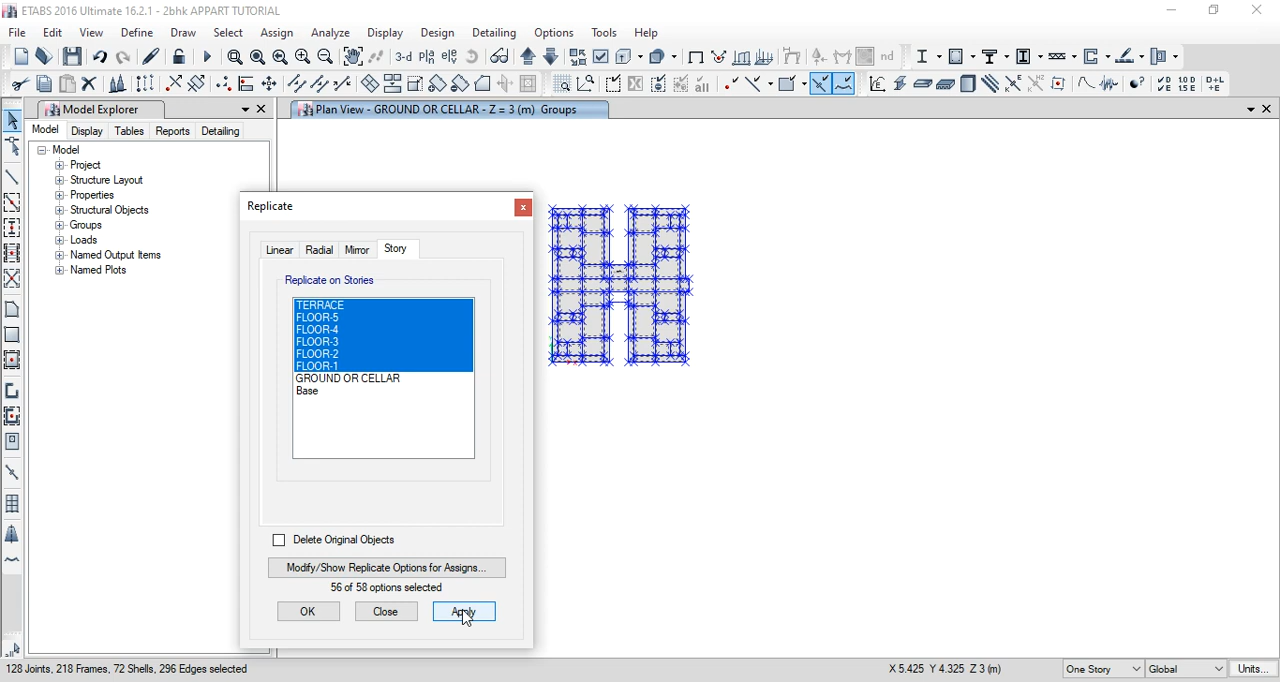 ETABS 2016 Ultimate 16.2.1 - 2bhk APPART TUTORIAL
File Edit View Define Draw Select Assign Analyze Display Design Detailing Options Tools Help
3-d pla ele nd
Model Explorer
Plan View - GROUND OR CELLAR - Z = 3 (m) Groups
Model Display Tables Reports Detailing
Model
Project
Structure Layout
Properties
Structural Objects
Groups
Loads
Named Output Items
Named Plots
Replicate
Linear Radial Mirror Story
Replicate on Stories
TERRACE
FLOOR-5
FLOOR-4
FLOOR-3
FLOOR-2
FLOOR-1
GROUND OR CELLAR
Base
Delete Original Objects
Modify/Show Replicate Options for Assigns...
56 of 58 options selected
OK Close Apply
128 Joints, 218 Frames, 72 Shells, 296 Edges selected
X 5.425 Y 4.325 Z 3 (m)
One Story Global Units...